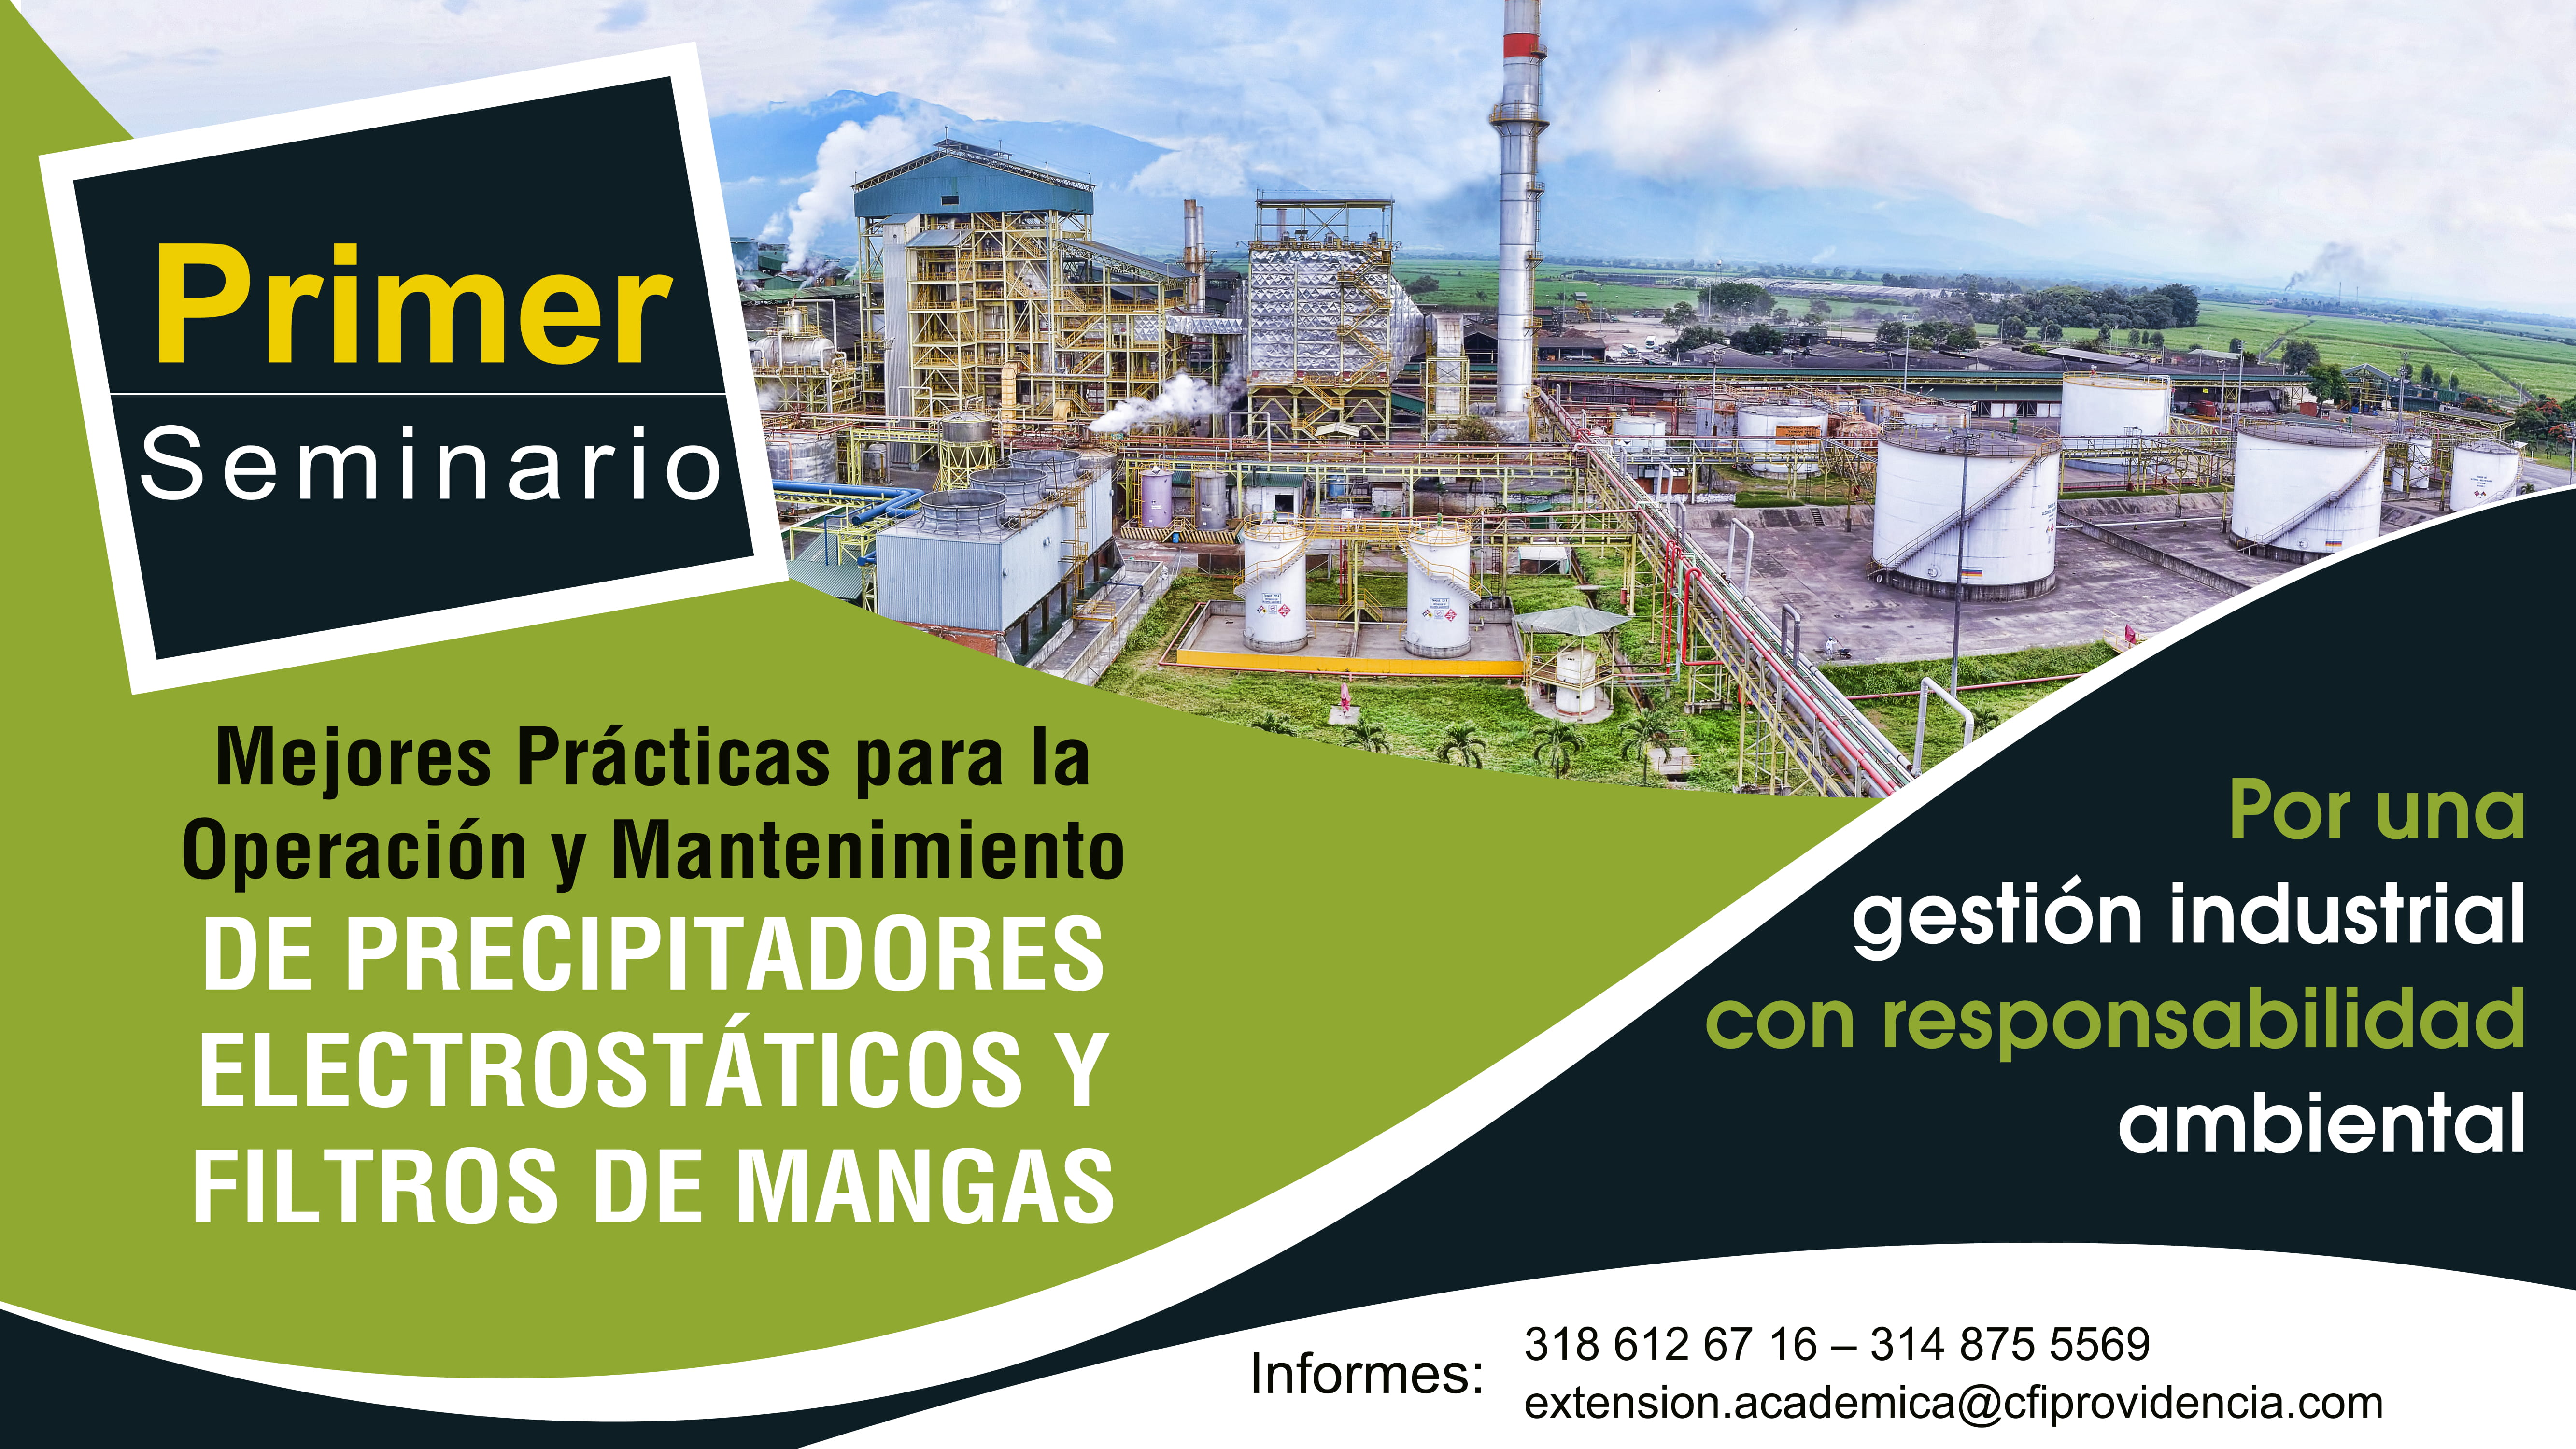 Primer
Seminario
Mejores Prácticas para la
Operación y Mantenimiento
DE PRECIPITADORES
ELECTROSTÁTICOS Y
FILTROS DE MANGAS
Por una
gestión industrial
con responsabilidad
ambiental
Informes:
318 612 67 16 – 314 875 5569
extension.academica@cfiprovidencia.com